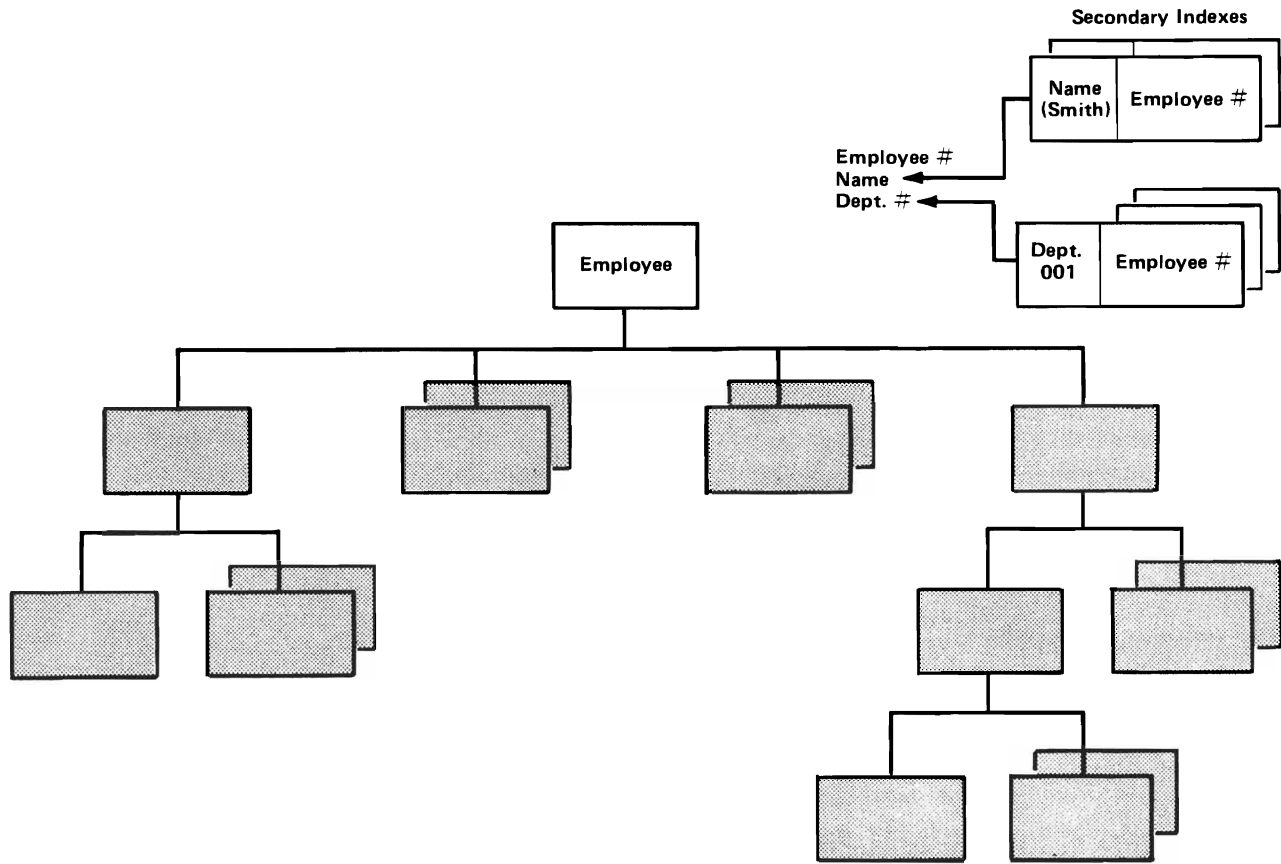 Secondary Indexes
Name
(Smith)
Employee #
Employee #
Name
Dept. #
Dept.
001
Employee #
Employee